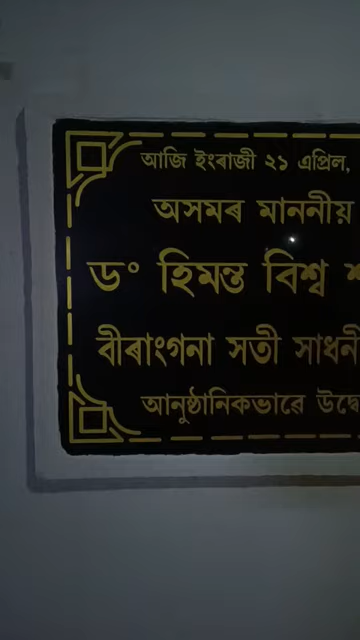 আজি ইংৰাজী ২১ এপ্ৰিল,
অসমৰ মাননীয়
ড° হিমন্ত বিশ্ব
বীৰাংগনা সতী সাধনী
আনুষ্ঠানিকভাৱে